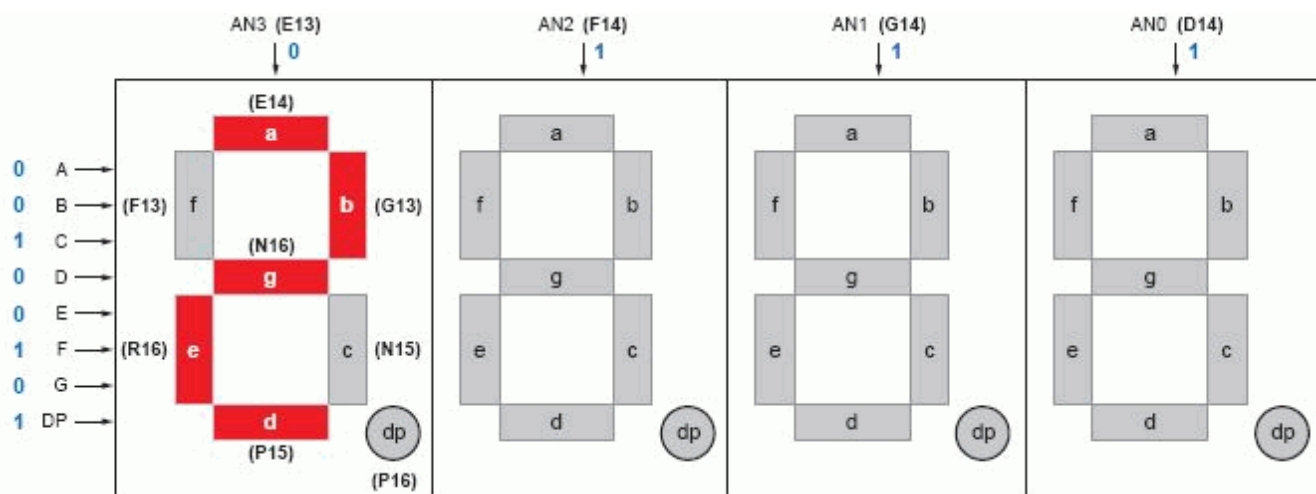 AN3 (E13) AN2 (F14) AN1 (G14) AN0 (D14)
0 1 1 1
(E14)
a a a a
0 A
0 B (F13) f b (G13) f b f b f b
1 C (N16)
0 D g g g g
0 E
1 F (R16) e c (N15) e c e c e c
0 G
1 DP d dp d dp d dp d dp
(P15)
(P16)